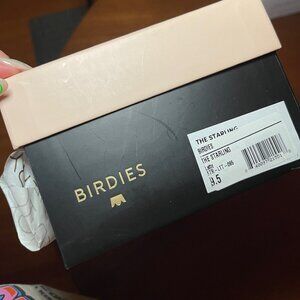 BIRDIES
THE STARLING
BIRDIES
THE STARLING
9.5